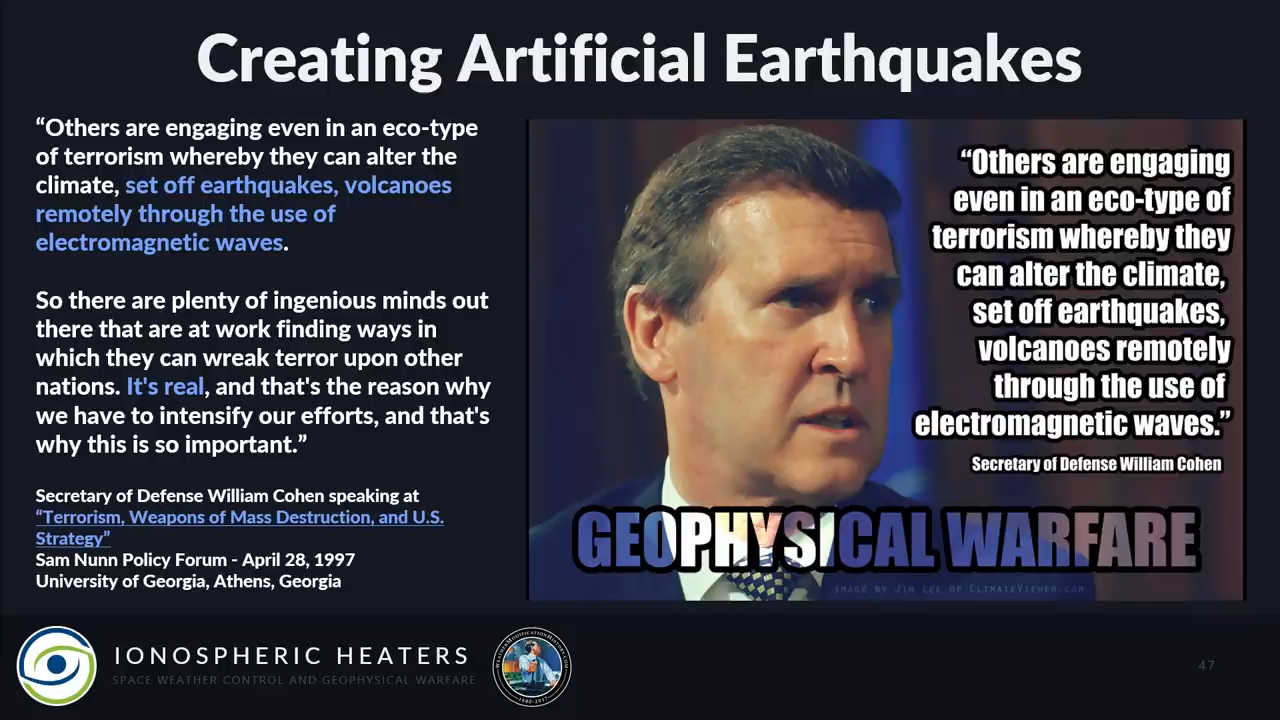 Creating Artificial Earthquakes
“Others are engaging even in an eco-type
of terrorism whereby they can alter the
climate, set off earthquakes, volcanoes
remotely through the use of
electromagnetic waves.
So there are plenty of ingenious minds out
there that are at work finding ways in
which they can wreak terror upon other
nations. It's real, and that's the reason why
we have to intensify our efforts, and that's
why this is so important.”
Secretary of Defense William Cohen speaking at
“Terrorism, Weapons of Mass Destruction, and U.S.
Strategy”
Sam Nunn Policy Forum - April 28, 1997
University of Georgia, Athens, Georgia
“Others are engaging
even in an eco-type of
terrorism whereby they
can alter the climate,
set off earthquakes,
volcanoes remotely
through the use of
electromagnetic waves.”
Secretary of Defense William Cohen
GEOPHYSICAL WARFARE
IMAGE BY JIM LEE OF CLIMATEVIEWER.COM
IONOSPHERIC HEATERS
SPACE WEATHER CONTROL AND GEOPHYSICAL WARFARE
47